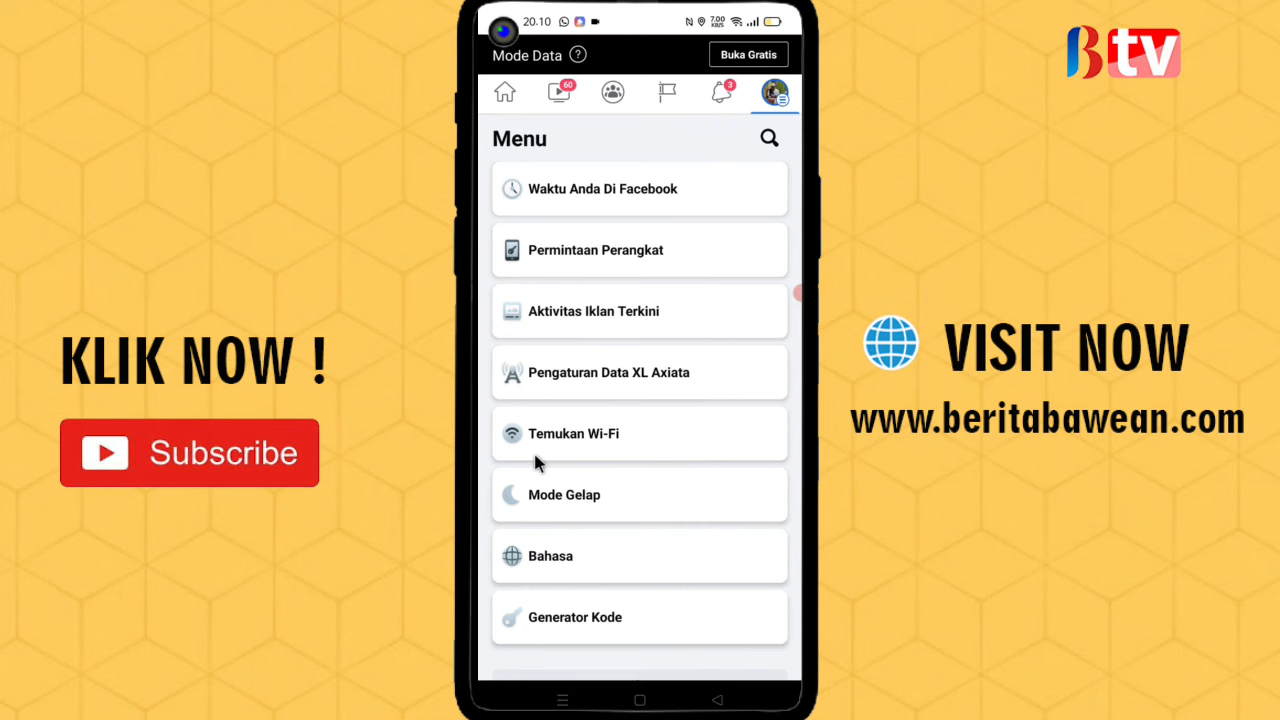 20.10
7.00
KB/S
Mode Data ?
Buka Gratis
60
3
Menu
Waktu Anda Di Facebook
Permintaan Perangkat
Aktivitas Iklan Terkini
Pengaturan Data XL Axiata
Temukan Wi-Fi
Mode Gelap
Bahasa
Generator Kode
KLIK NOW !
Subscribe
B tv
VISIT NOW
www.beritabawean.com